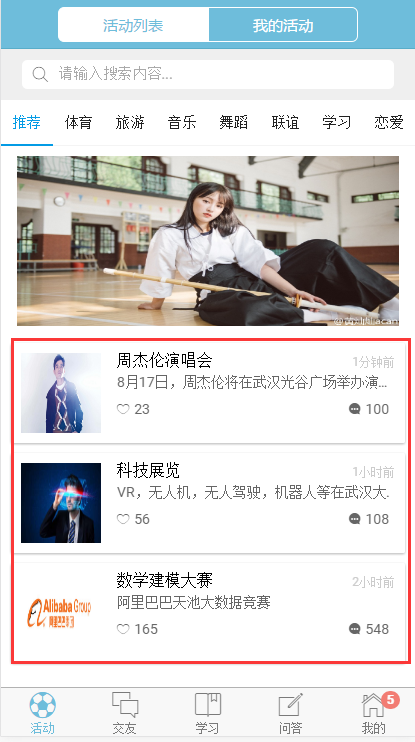 活动列表 我的活动
请输入搜索内容...
推荐 体育 旅游 音乐 舞蹈 联谊 学习 恋爱
周杰伦演唱会 1分钟前
8月17日，周杰伦将在武汉光谷广场举办演...
23 100
科技展览 1小时前
VR，无人机，无人驾驶，机器人等在武汉大.
56 108
Alibaba Group
阿里巴巴集团
数学建模大赛 2小时前
阿里巴巴天池大数据竞赛
165 548
5
活动 交友 学习 问答 我的